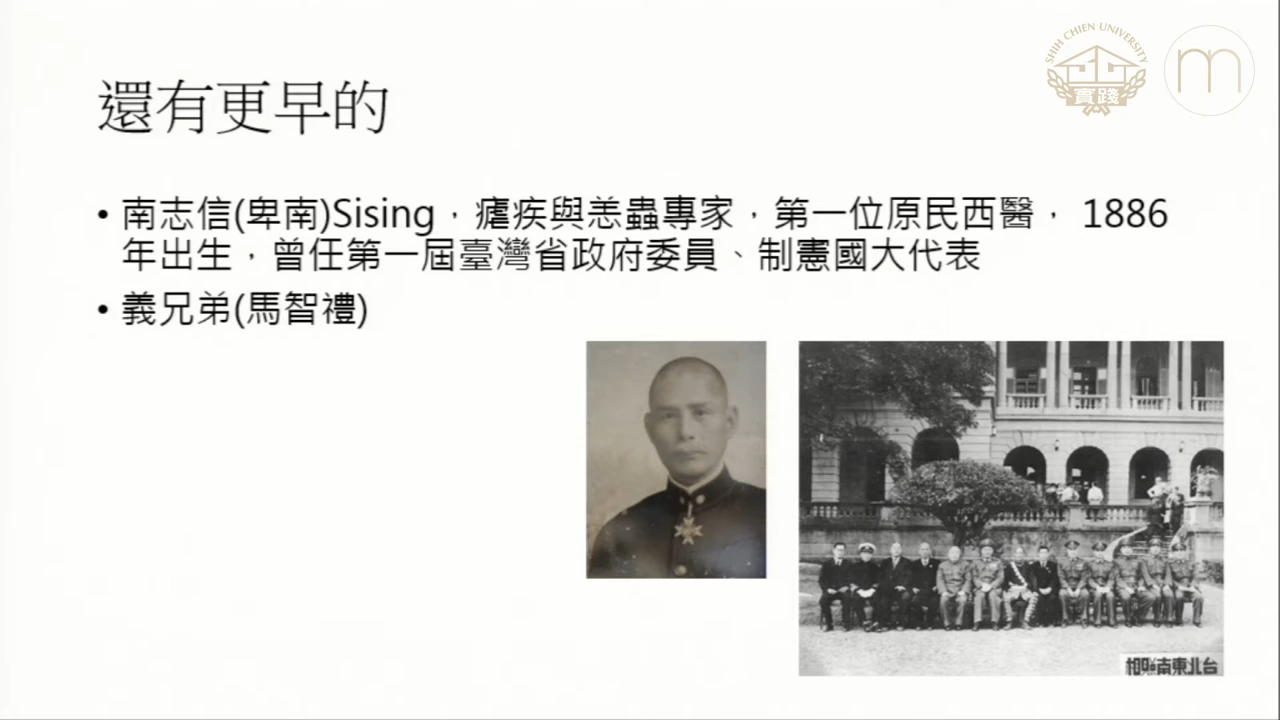 SHIH CHIEN UNIVERSITY
實踐
m
還有更早的
• 南志信(卑南)Sising，瘧疾與恙蟲專家，第一位原民西醫， 1886
年出生，曾任第一屆臺灣省政府委員、制憲國大代表
• 義兄弟(馬智禮)
台北東南